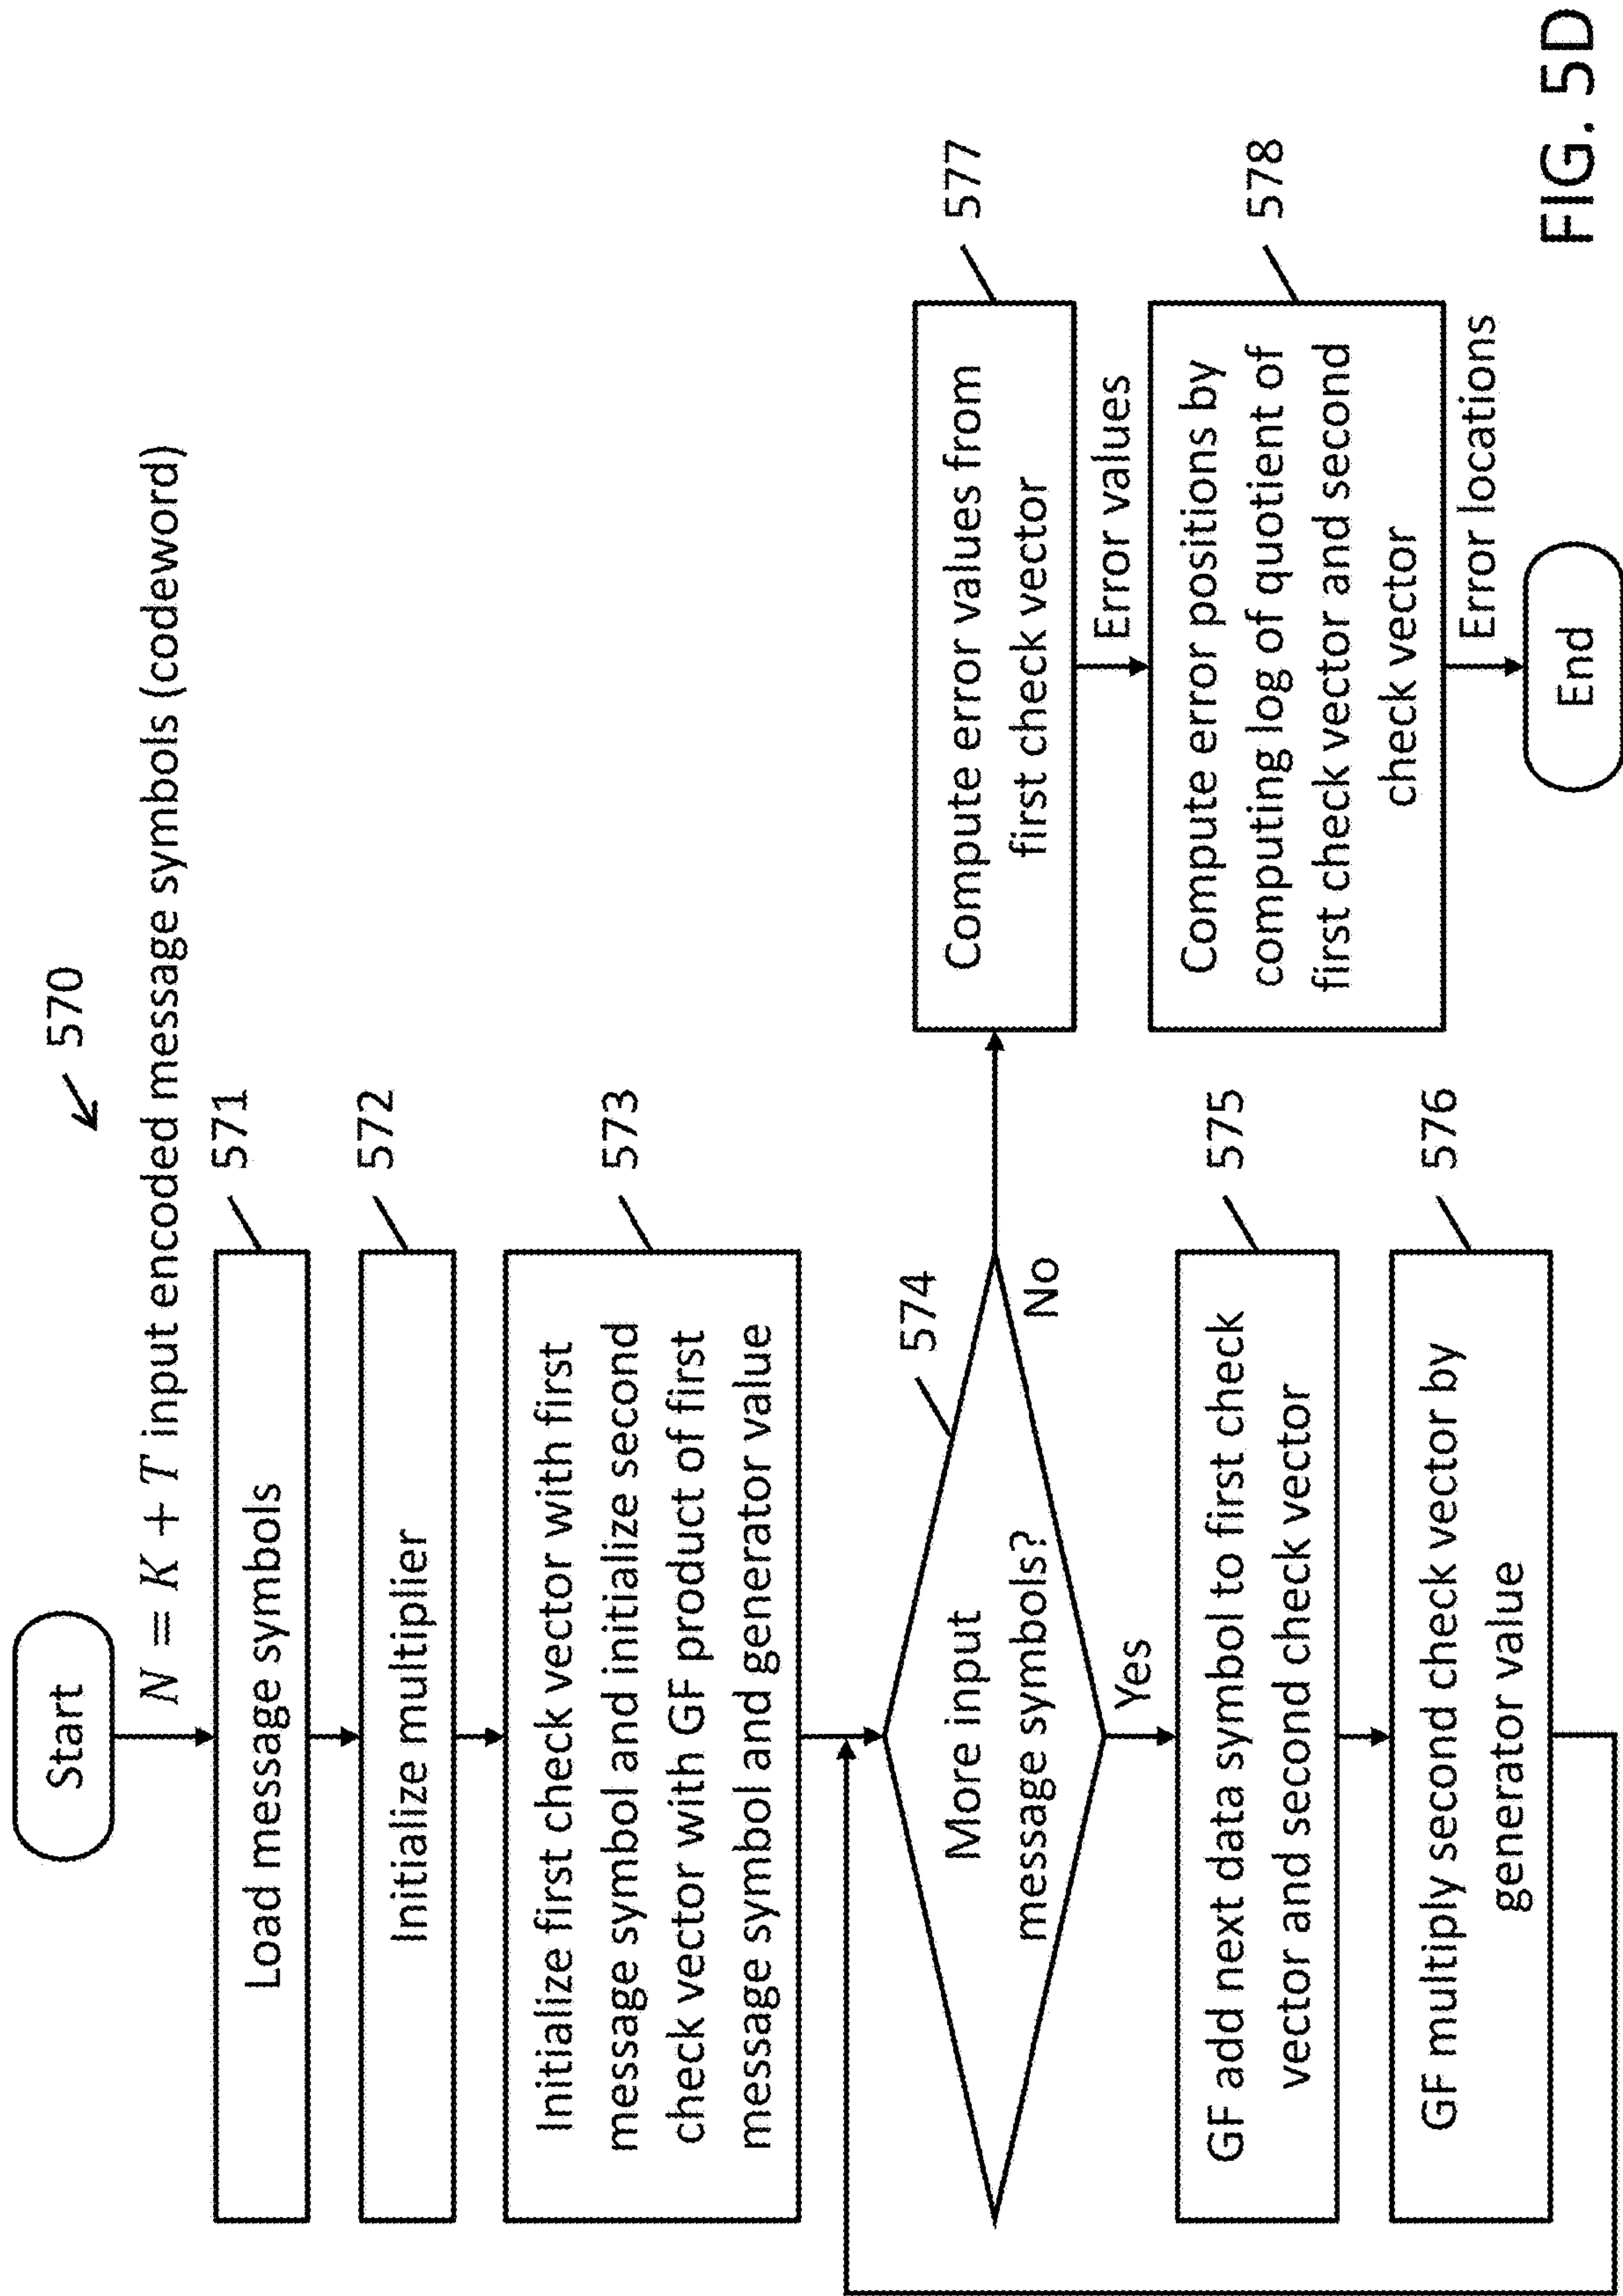 570
Start
N = K + T input encoded message symbols (codeword)
571
Load message symbols
572
Initialize multiplier
573
Initialize first check vector with first
message symbol and initialize second
check vector with GF product of first
message symbol and generator value
574
More input
message symbols?
No
Yes
575
GF add next data symbol to first check
vector and second check vector
576
GF multiply second check vector by
generator value
577
Compute error values from
first check vector
Error values
578
Compute error positions by
computing log of quotient of
first check vector and second
check vector
Error locations
End
FIG. 5D